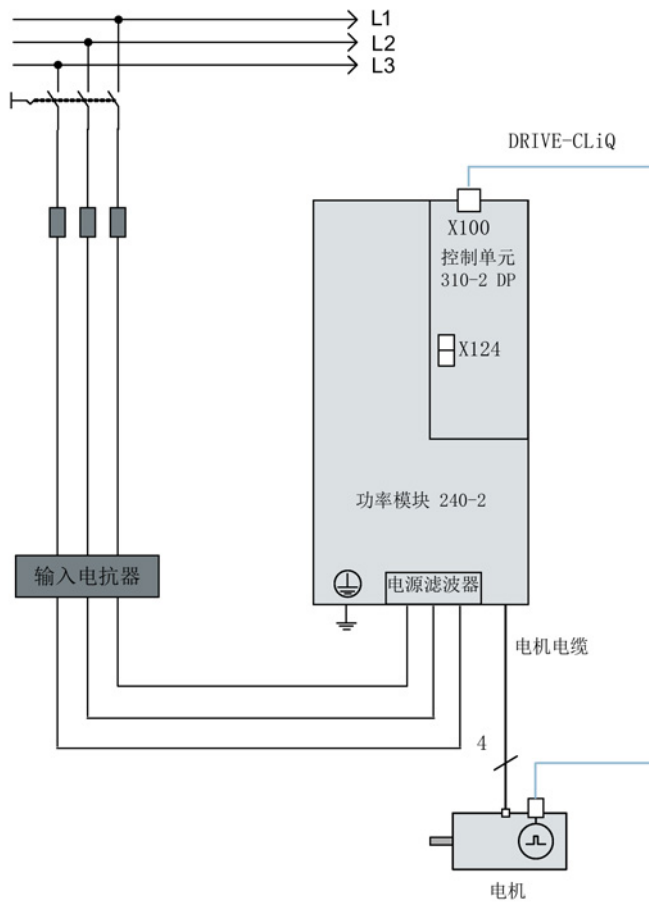 L1
L2
L3
DRIVE-CLiQ
X100
控制单元
310-2 DP
X124
功率模块 240-2
输入电抗器
电源滤波器
电机电缆
4
电机